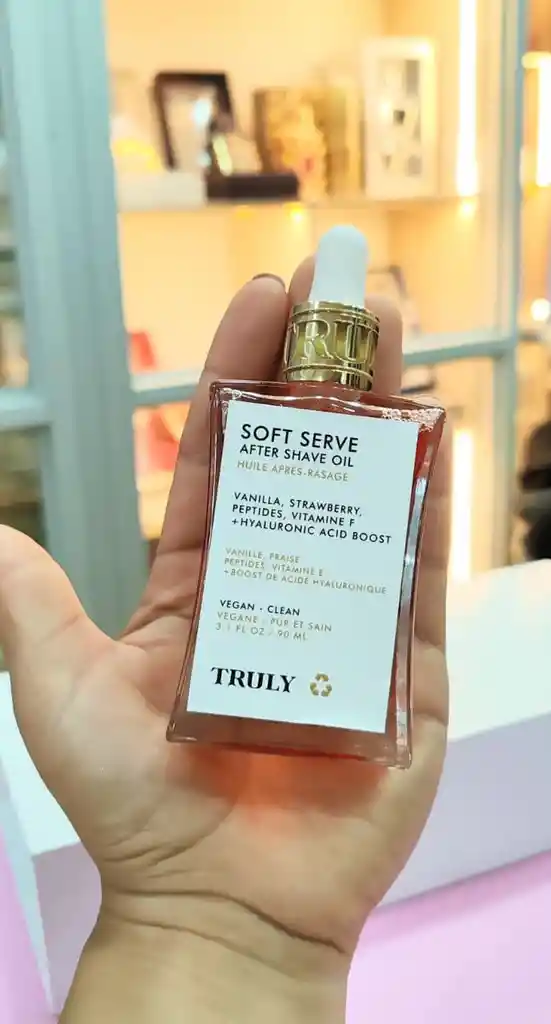 TRU
SOFT SERVE
AFTER SHAVE OIL
HUILE APRÈS-RASAGE
VANILLA, STRAWBERRY,
PEPTIDES, VITAMINE F
+HYALURONIC ACID BOOST
VANILLE, FRAISE
PEPTIDES, VITAMINE E
+BOOST DE ACIDE HYALURONIQUE
VEGAN - CLEAN
VEGANE - PUR ET SAIN
3.1 FL OZ - 90 ML
TRULY